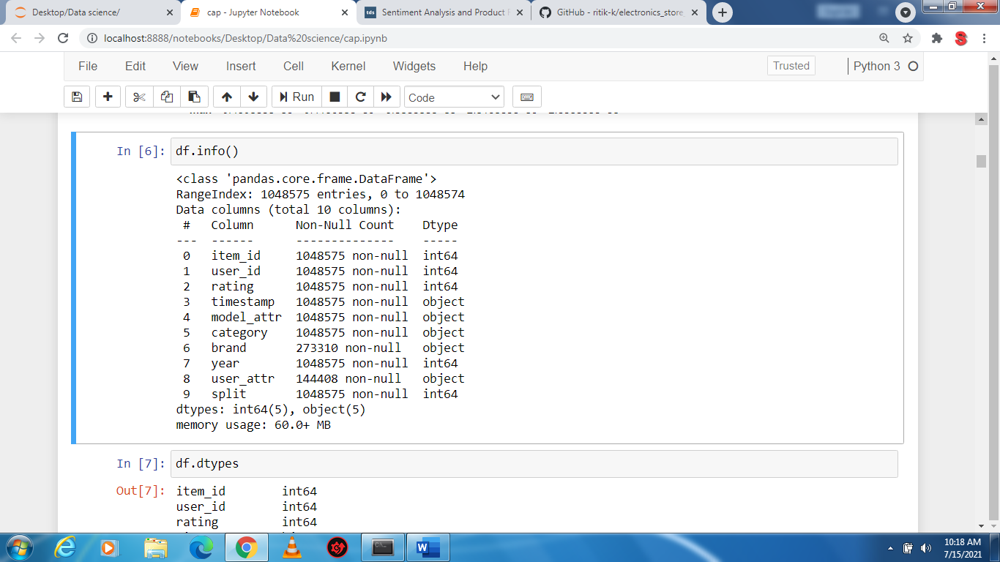 Desktop/Data science/
cap - Jupyter Notebook
tds Sentiment Analysis and Product
GitHub - ritik-k/electronics_store
localhost:8888/notebooks/Desktop/Data%20science/cap.ipynb
File Edit View Insert Cell Kernel Widgets Help Trusted Python 3
Run Code
In [6]: df.info()
<class 'pandas.core.frame.DataFrame'>
RangeIndex: 1048575 entries, 0 to 1048574
Data columns (total 10 columns):
# Column Non-Null Count Dtype
--- ------ -------------- -----
0 item_id 1048575 non-null int64
1 user_id 1048575 non-null int64
2 rating 1048575 non-null int64
3 timestamp 1048575 non-null object
4 model_attr 1048575 non-null object
5 category 1048575 non-null object
6 brand 273310 non-null object
7 year 1048575 non-null int64
8 user_attr 144408 non-null object
9 split 1048575 non-null int64
dtypes: int64(5), object(5)
memory usage: 60.0+ MB
In [7]: df.dtypes
Out[7]: item_id int64
user_id int64
rating int64
10:18 AM
7/15/2021